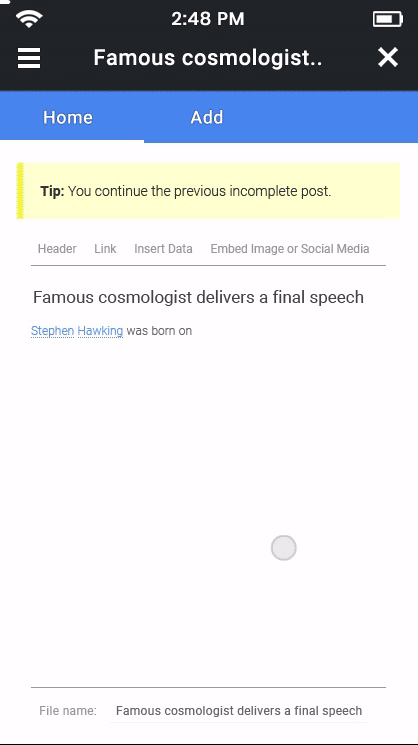 2:48 PM
Famous cosmologist..
Home Add
Tip: You continue the previous incomplete post.
Header Link Insert Data Embed Image or Social Media
Famous cosmologist delivers a final speech
Stephen Hawking was born on
File name: Famous cosmologist delivers a final speech